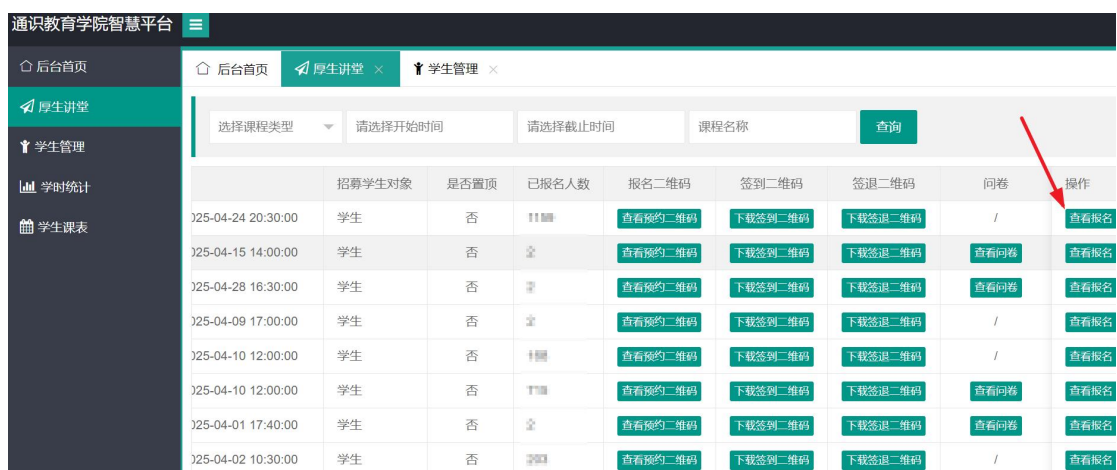 通识教育学院智慧平台
后台首页
厚生讲堂
学生管理
学时统计
学生课表
后台首页 厚生讲堂 × 学生管理 ×
选择课程类型 请选择开始时间 请选择截止时间 课程名称 查询
招募学生对象 是否置顶 已报名人数 报名二维码 签到二维码 签退二维码 问卷 操作
025-04-24 20:30:00 学生 否 查看预约二维码 下载签到二维码 下载签退二维码 / 查看报名
025-04-15 14:00:00 学生 否 查看预约二维码 下载签到二维码 下载签退二维码 查看问卷 查看报名
025-04-28 16:30:00 学生 否 查看预约二维码 下载签到二维码 下载签退二维码 查看问卷 查看报名
025-04-09 17:00:00 学生 否 查看预约二维码 下载签到二维码 下载签退二维码 / 查看报名
025-04-10 12:00:00 学生 否 查看预约二维码 下载签到二维码 下载签退二维码 / 查看报名
025-04-10 12:00:00 学生 否 查看预约二维码 下载签到二维码 下载签退二维码 查看问卷 查看报名
025-04-01 17:40:00 学生 否 查看预约二维码 下载签到二维码 下载签退二维码 查看问卷 查看报名
025-04-02 10:30:00 学生 否 查看预约二维码 下载签到二维码 下载签退二维码 / 查看报名